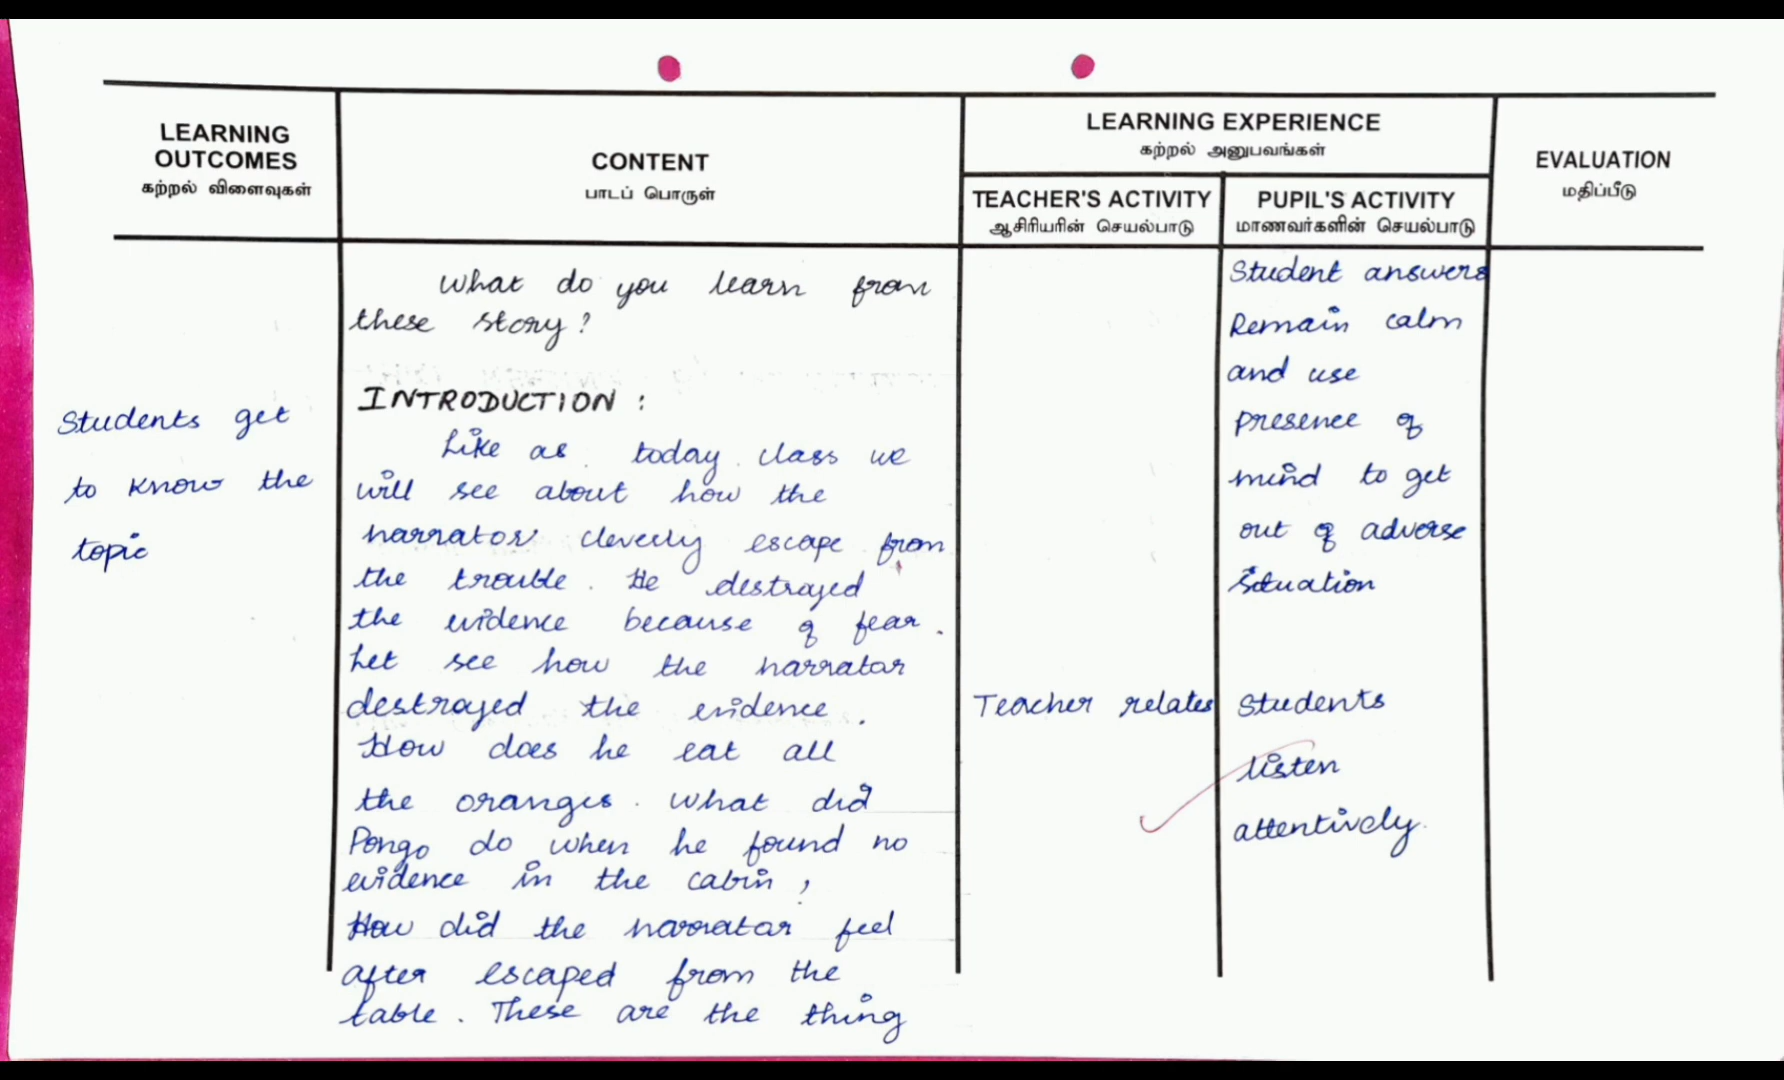 LEARNING
OUTCOMES
கற்றல் விளைவுகள்
CONTENT
பாடப் பொருள்
LEARNING EXPERIENCE
கற்றல் அனுபவங்கள்
TEACHER'S ACTIVITY
ஆசிரியரின் செயல்பாடு
PUPIL'S ACTIVITY
மாணவர்களின் செயல்பாடு
EVALUATION
மதிப்பீடு
What do you learn from
these story?
Student answers
Remain calm
and use
presence of
mind to get
out of adverse
situation
Students get
to know the
topic
INTRODUCTION :
Like as today class we
will see about how the
narrator cleverly escape from
the trouble. He destroyed
the evidence because of fear.
Let see how the narrator
destroyed the evidence.
How does he eat all
the oranges. What did
Pongo do when he found no
evidence in the cabin,
How did the narrator feel
after escaped from the
table. These are the thing
Teacher relates
Students
listen
attentively.